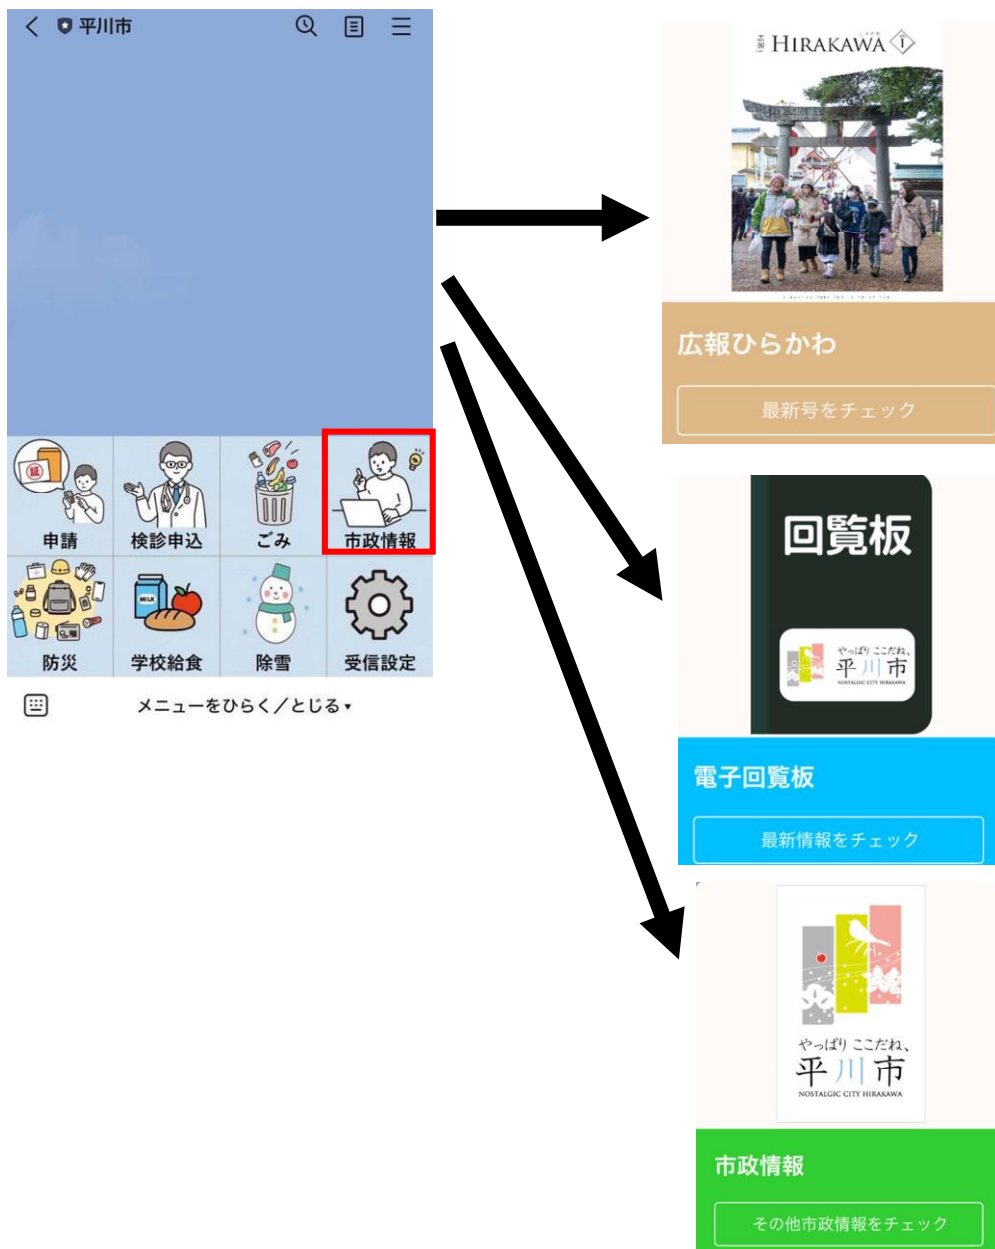 平川市
証
申請
検診申込
ごみ
市政情報
MILK
防災
学校給食
除雪
受信設定
メニューをひらく／とじる▾
HIRAKAWA 1
広報ひらかわ
最新号をチェック
回覧板
やっぱり ここだね、
平川市
NOSTALGIC CITY HIRAKAWA
電子回覧板
最新情報をチェック
やっぱり ここだね、
平川市
NOSTALGIC CITY HIRAKAWA
市政情報
その他市政情報をチェック